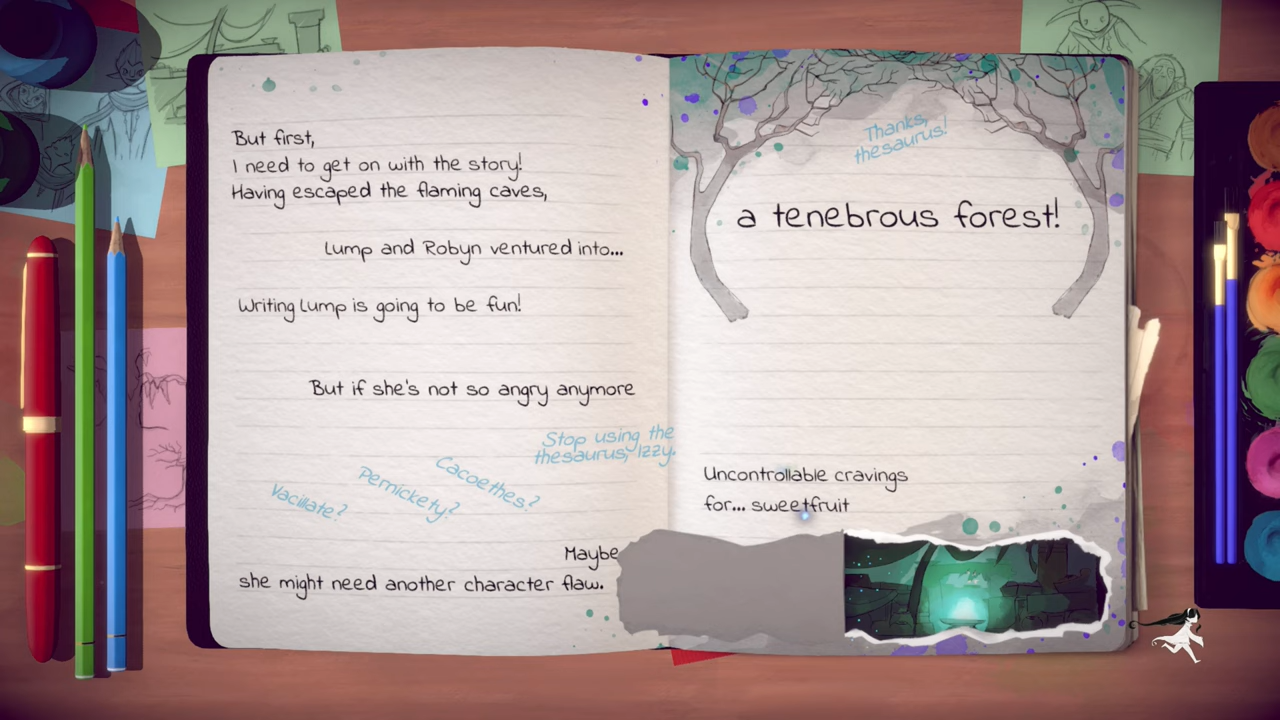 But first,
I need to get on with the story!
Having escaped the flaming caves,
Lump and Robyn ventured into...
Writing Lump is going to be fun!
But if she's not so angry anymore
Stop using the
thesaurus, Izzy.
Cacoethes?
Pernickety?
Vacillate?
Maybe
she might need another character flaw.
Thanks,
thesaurus!
a tenebrous forest!
Uncontrollable cravings
for... sweetfruit